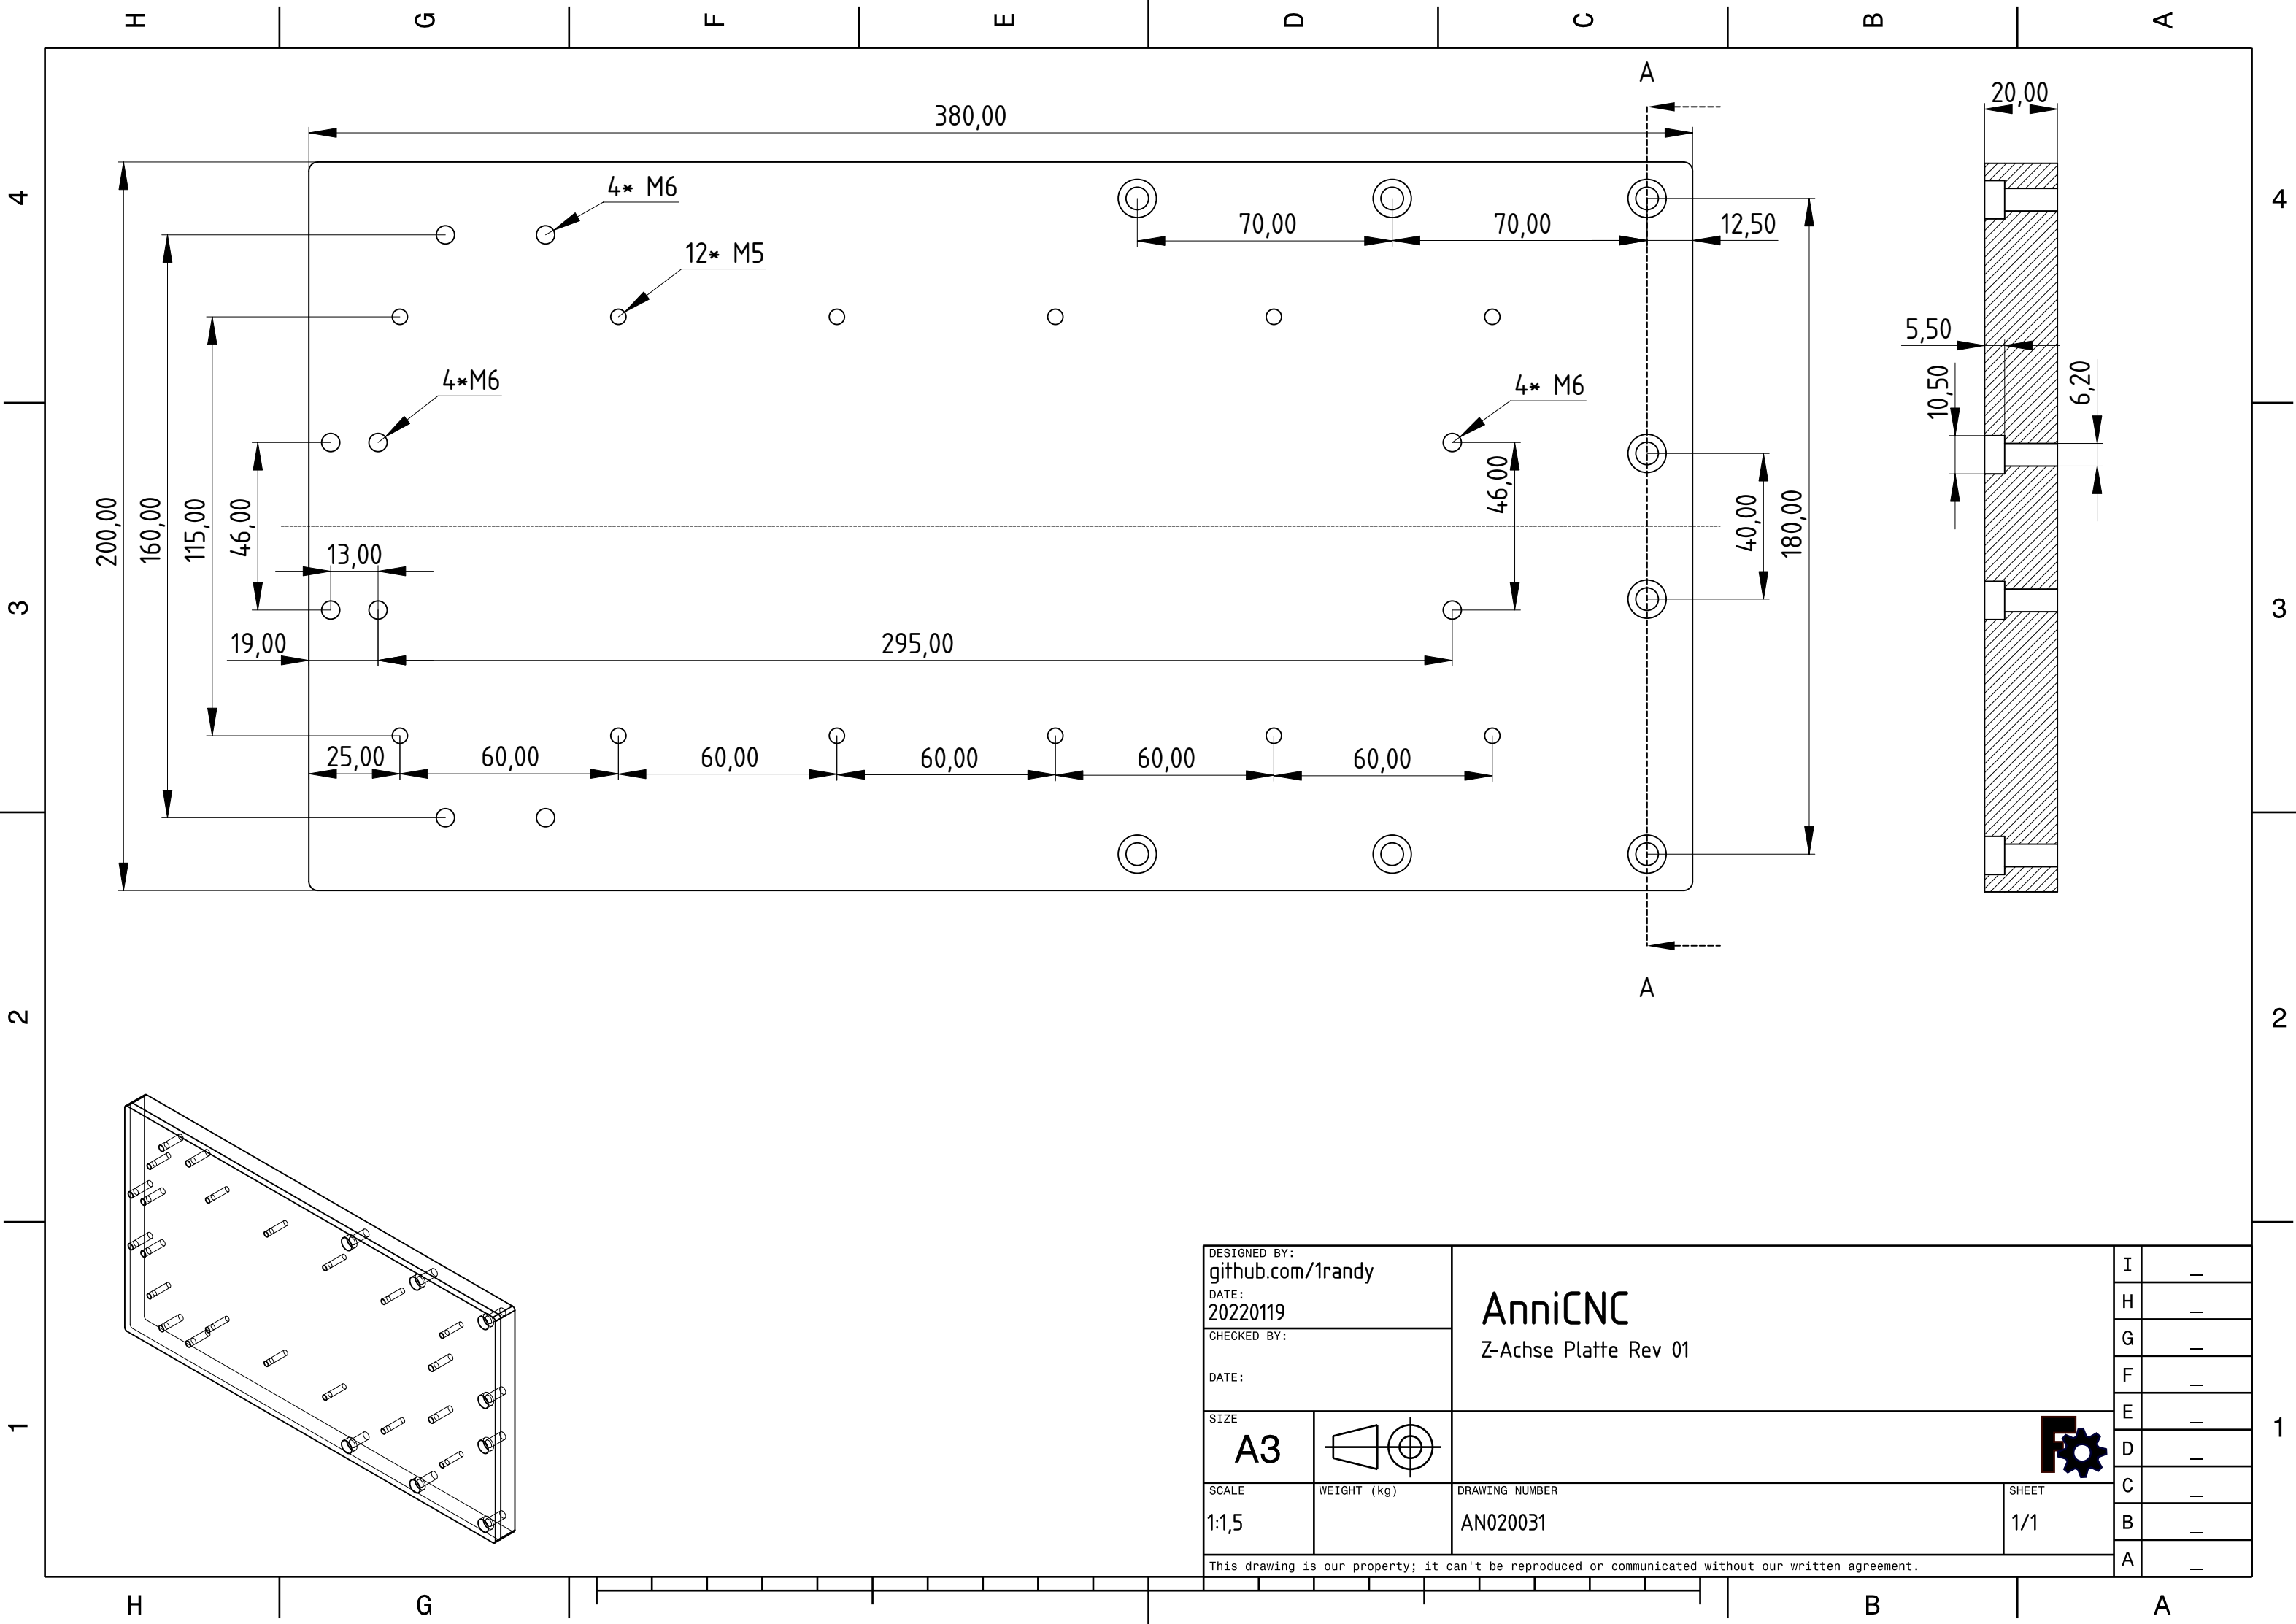 H G F E D C B A
A
380,00
20,00
4* M6
4
4
70,00
70,00
12,50
12* M5
5,50
4*M6
4* M6
10,50
6,20
46,00
200,00
160,00
115,00
46,00
40,00
180,00
13,00
3
3
19,00
295,00
25,00
60,00
60,00
60,00
60,00
60,00
A
2
2
DESIGNED BY:
github.com/1randy
DATE:
20220119
CHECKED BY:
DATE:
AnniCNC
Z-Achse Platte Rev 01
I _
H _
G _
F _
E _
D _
C _
B _
A _
1
1
SIZE
A3
F
SCALE
1:1,5
WEIGHT (kg)
DRAWING NUMBER
AN020031
SHEET
1/1
This drawing is our property; it can't be reproduced or communicated without our written agreement.
H G B A